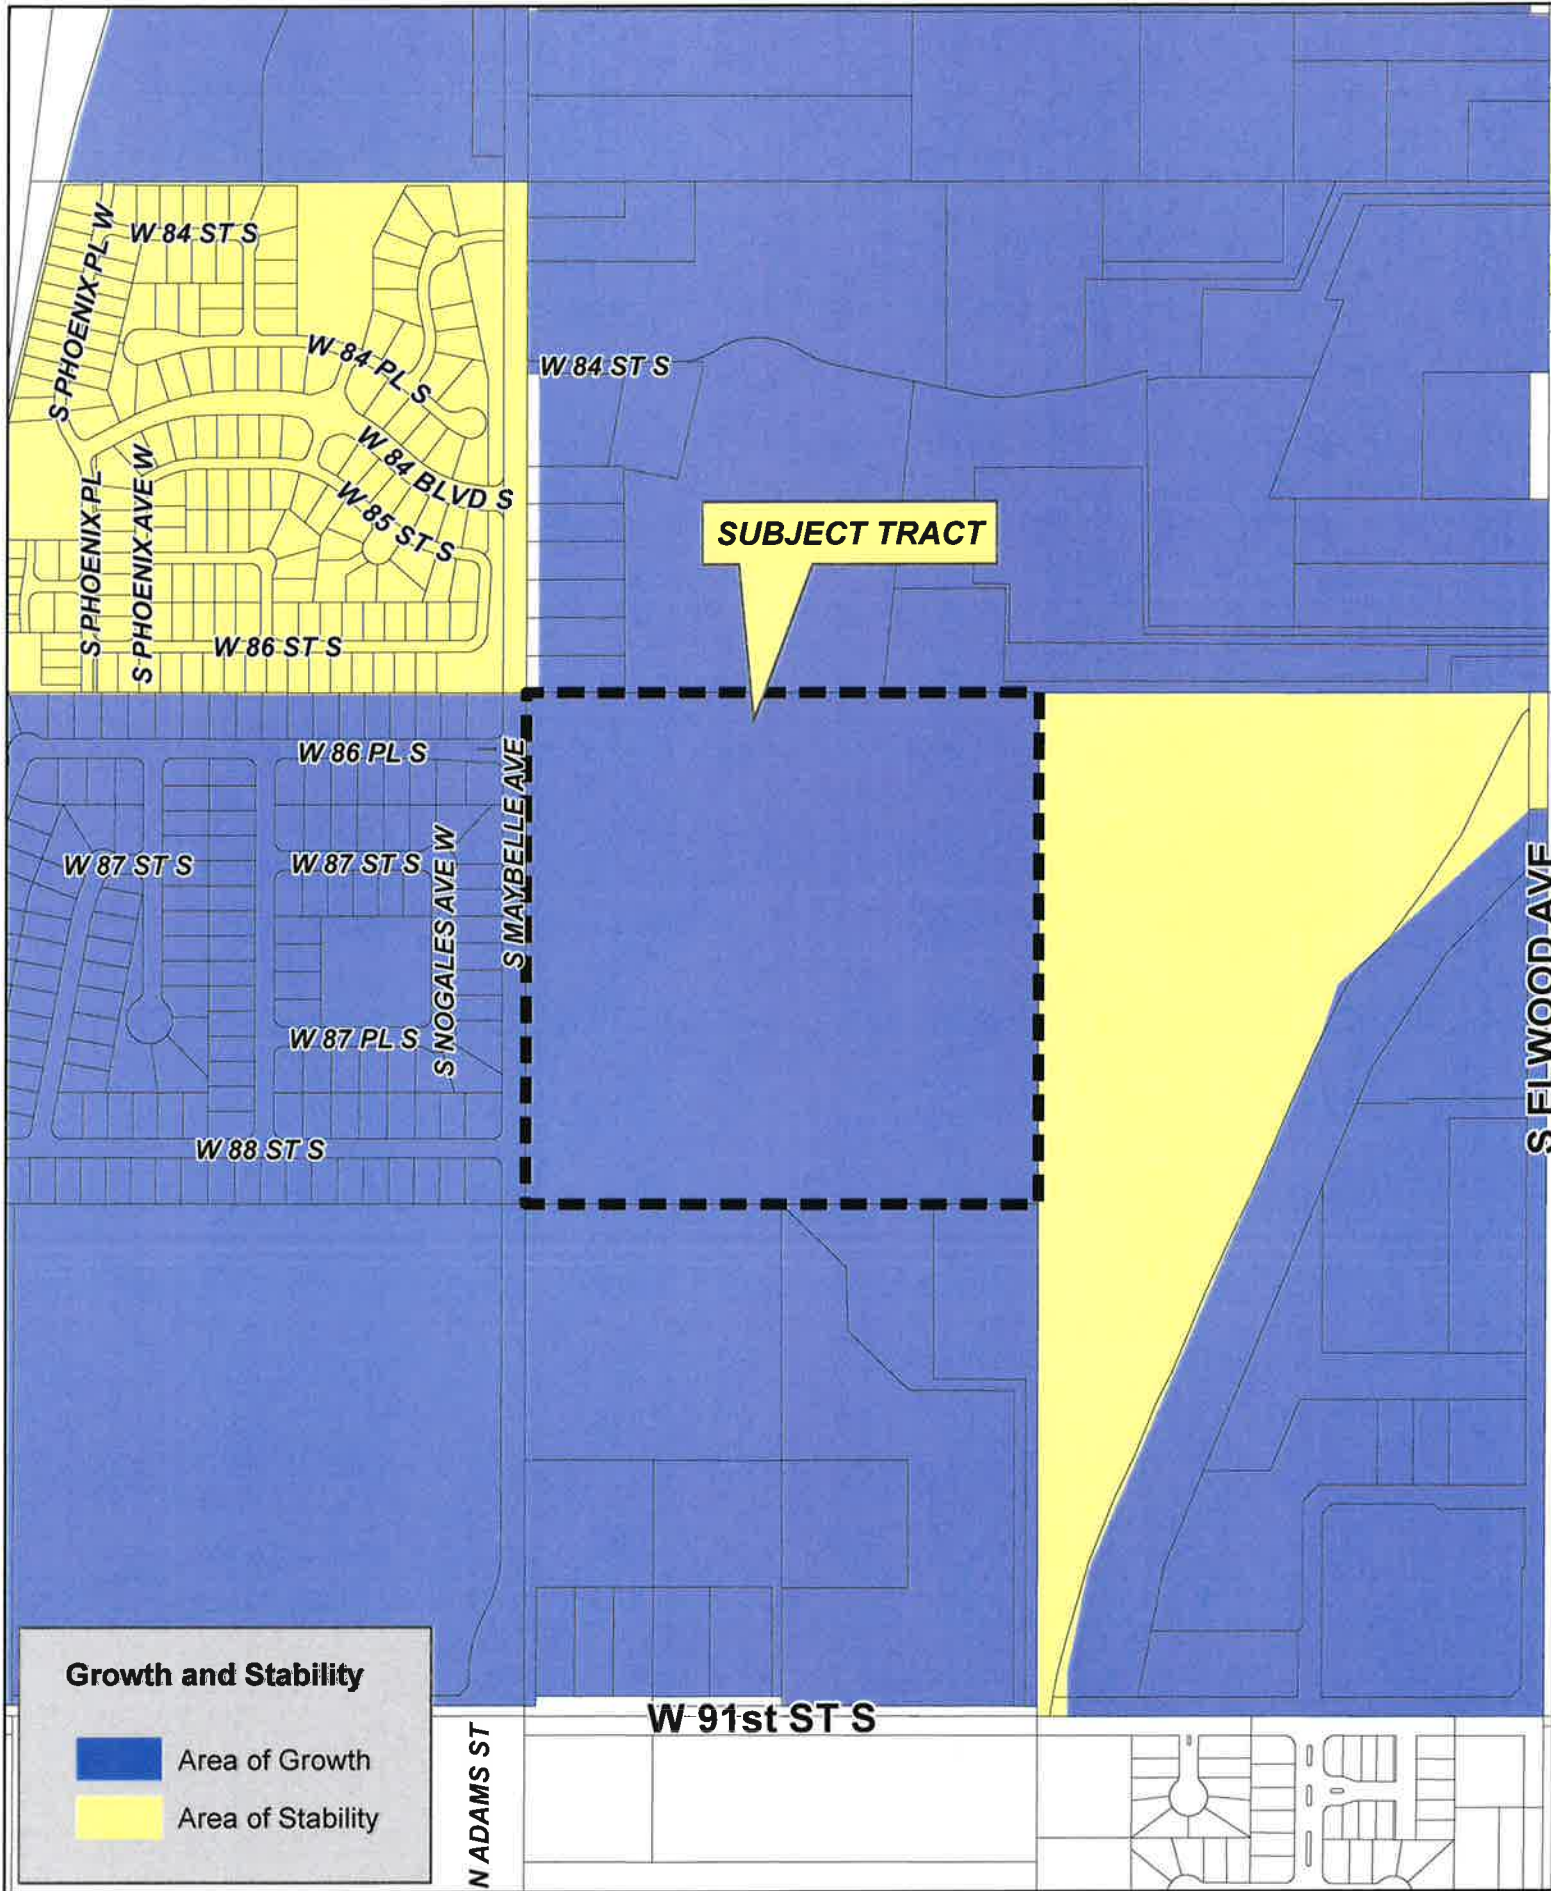 W 84 ST S
S PHOENIX PL W
W 84 PL S
W 84 ST S
W 84 BLVD S
W 85 ST S
S PHOENIX PL
S PHOENIX AVE W
SUBJECT TRACT
W 86 ST S
W 86 PL S
S MAYBELLE AVE
W 87 ST S
W 87 ST S
S NOGALES AVE W
S ELWOOD AVE
W 87 PL S
W 88 ST S
Growth and Stability
Area of Growth
Area of Stability
W 91st ST S
N ADAMS ST